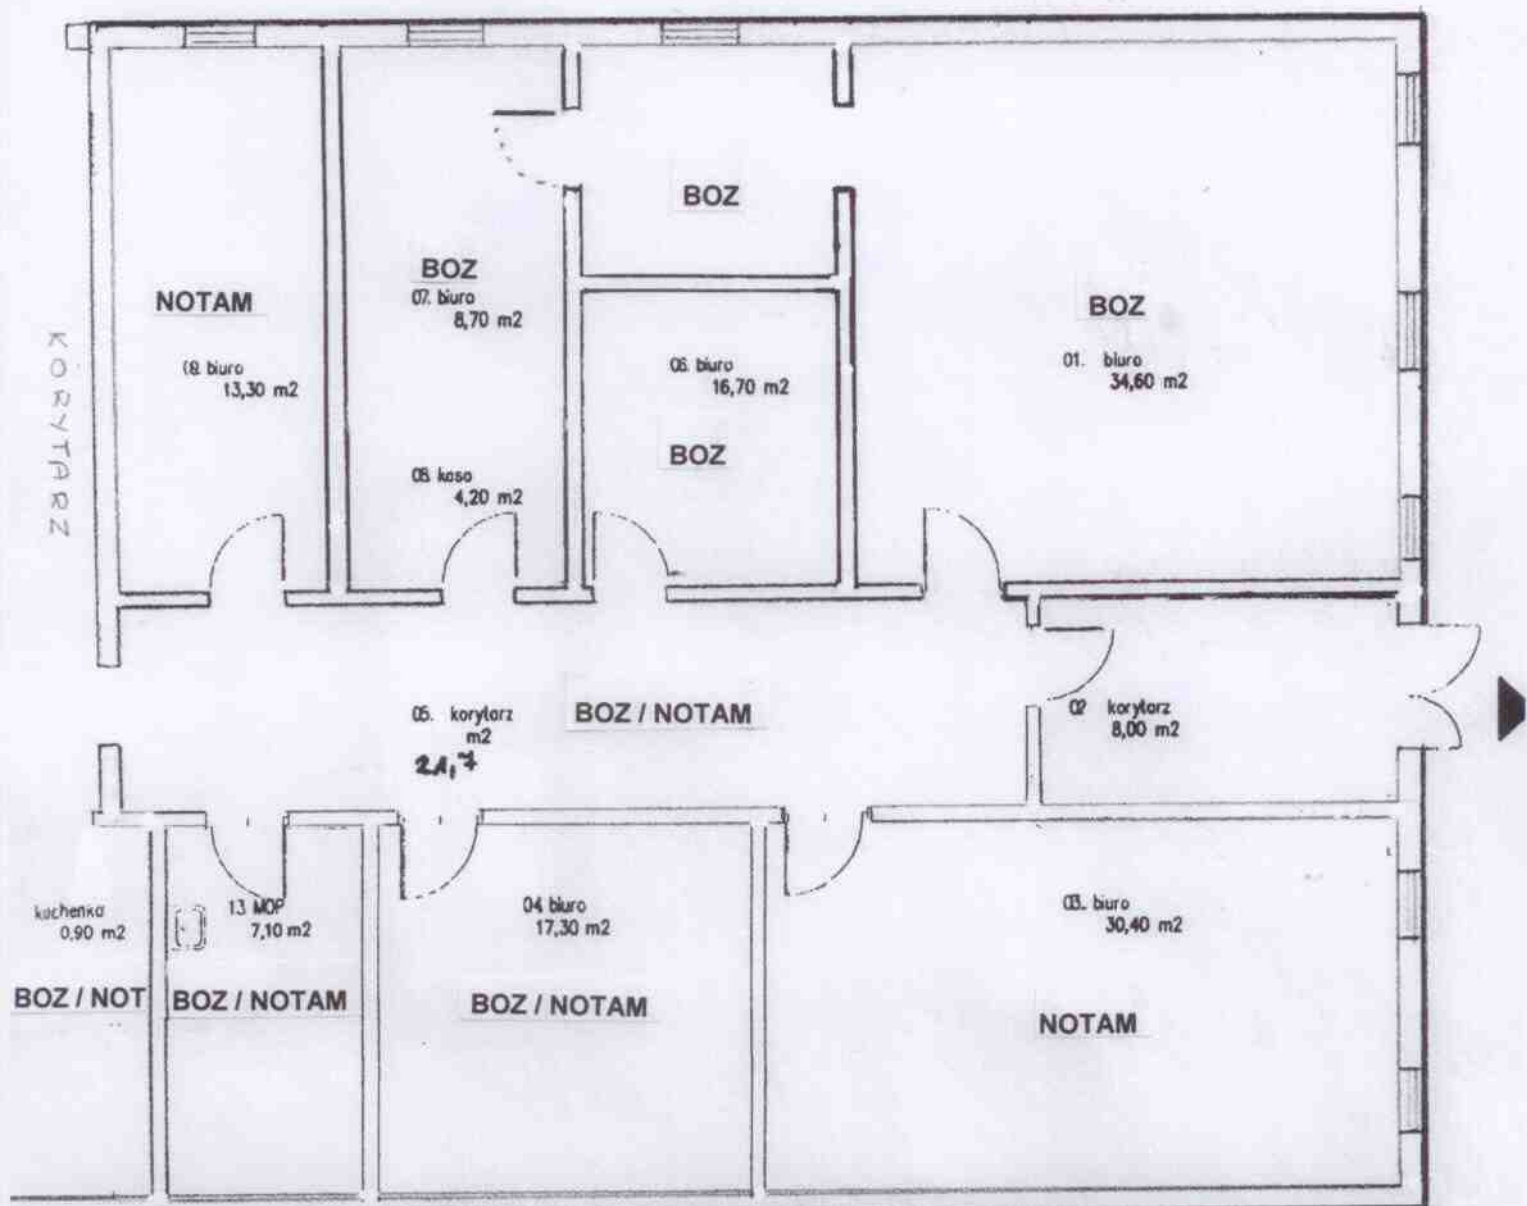 BOZ
BOZ
07. biuro
8,70 m2
NOTAM
BOZ
KORYTARZ
biuro
13,30 m2
06. biuro
16,70 m2
01. biuro
34,60 m2
BOZ
08. kasa
4,20 m2
05. korytarz
m2
21,7
BOZ / NOTAM
02 korytarz
8,00 m2
kuchenka
0,90 m2
13 MOP
7,10 m2
04 biuro
17,30 m2
03. biuro
30,40 m2
BOZ / NOT
BOZ / NOTAM
BOZ / NOTAM
NOTAM